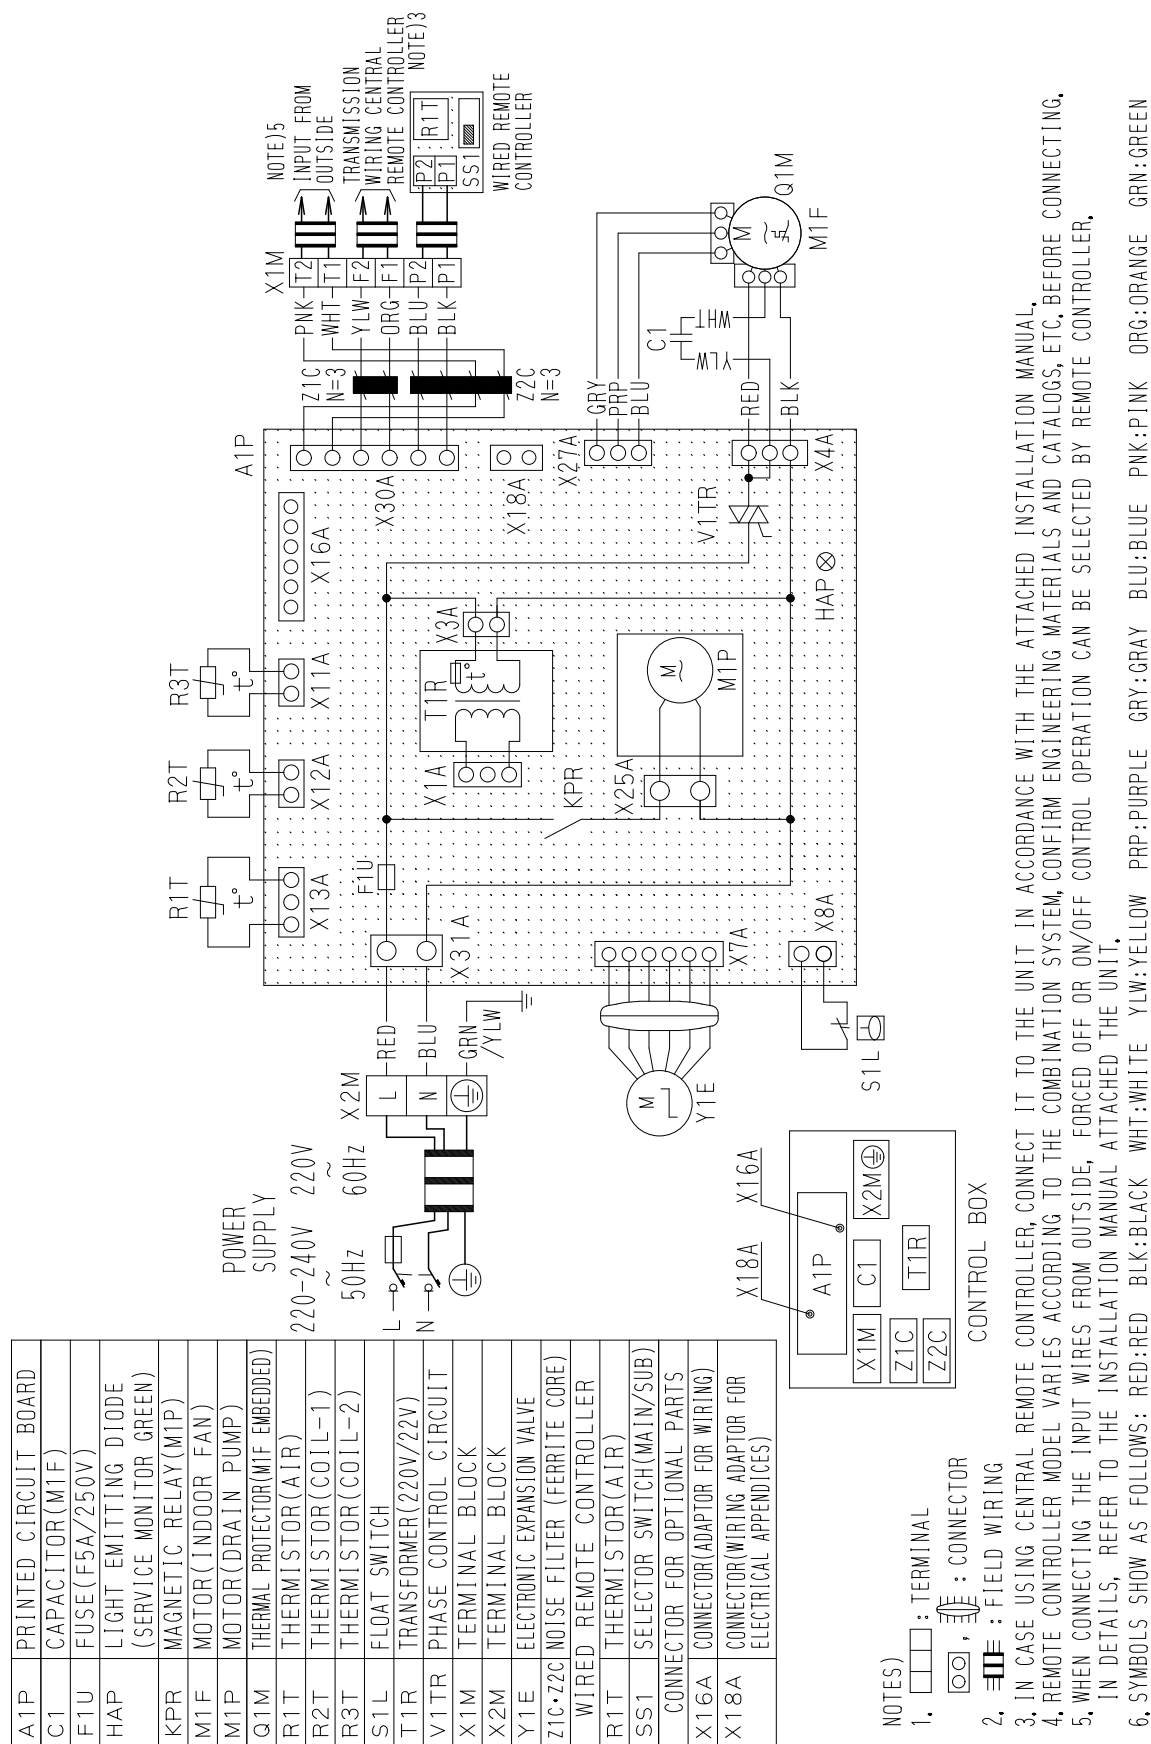 A1P PRINTED CIRCUIT BOARD
C1 CAPACITOR(M1F)
F1U FUSE(F5A/250V)
HAP LIGHT EMITTING DIODE
(SERVICE MONITOR GREEN)
KPR MAGNETIC RELAY(M1P)
M1F MOTOR(INDOOR FAN)
M1P MOTOR(DRAIN PUMP)
Q1M THERMAL PROTECTOR(M1F EMBEDDED)
R1T THERMISTOR(AIR)
R2T THERMISTOR(COIL-1)
R3T THERMISTOR(COIL-2)
S1L FLOAT SWITCH
T1R TRANSFORMER(220V/22V)
V1TR PHASE CONTROL CIRCUIT
X1M TERMINAL BLOCK
X2M TERMINAL BLOCK
Y1E ELECTRONIC EXPANSION VALVE
Z1C・Z2C NOISE FILTER (FERRITE CORE)
WIRED REMOTE CONTROLLER
R1T THERMISTOR(AIR)
SS1 SELECTOR SWITCH(MAIN/SUB)
CONNECTOR FOR OPTIONAL PARTS
X16A CONNECTOR(ADAPTOR FOR WIRING)
X18A CONNECTOR(WIRING ADAPTOR FOR
ELECTRICAL APPENDICES)
POWER
SUPPLY
220-240V 220V
~ ~
50Hz 60Hz
L
N
X2M
L
N
RED
BLU
GRN
/YLW
R1T
t°
X13A
R2T
t°
X12A
R3T
t°
X11A
X16A
A1P
X31A
F1U
X30A
X18A
X1A
T1R
t°
X3A
KPR
X25A
M~
M1P
HAP
V1TR
X27A
X4A
X7A
X8A
M
Y1E
S1L
Z1C
N=3
Z2C
N=3
PNK
WHT
YLW
ORG
BLU
BLK
X1M
T2
T1
F2
F1
P2
P1
NOTE)5
INPUT FROM
OUTSIDE
TRANSMISSION
WIRING CENTRAL
REMOTE CONTROLLER
NOTE)3
P2
P1
R1T
SS1
WIRED REMOTE
CONTROLLER
GRY
PRP
BLU
C1
YLW
WHT
RED
BLK
M
~
Q1M
M1F
X18A
X16A
A1P
X1M
C1
X2M
Z1C
Z2C
T1R
CONTROL BOX
NOTES)
1. : TERMINAL
, : CONNECTOR
2. : FIELD WIRING
3. IN CASE USING CENTRAL REMOTE CONTROLLER, CONNECT IT TO THE UNIT IN ACCORDANCE WITH THE ATTACHED INSTALLATION MANUAL.
4. REMOTE CONTROLLER MODEL VARIES ACCORDING TO THE COMBINATION SYSTEM, CONFIRM ENGINEERING MATERIALS AND CATALOGS, ETC. BEFORE CONNECTING.
5. WHEN CONNECTING THE INPUT WIRES FROM OUTSIDE, FORCED OFF OR ON/OFF CONTROL OPERATION CAN BE SELECTED BY REMOTE CONTROLLER.
IN DETAILS, REFER TO THE INSTALLATION MANUAL ATTACHED THE UNIT.
6. SYMBOLS SHOW AS FOLLOWS: RED:RED BLK:BLACK WHT:WHITE YLW:YELLOW PRP:PURPLE GRY:GRAY BLU:BLUE PNK:PINK ORG:ORANGE GRN:GREEN